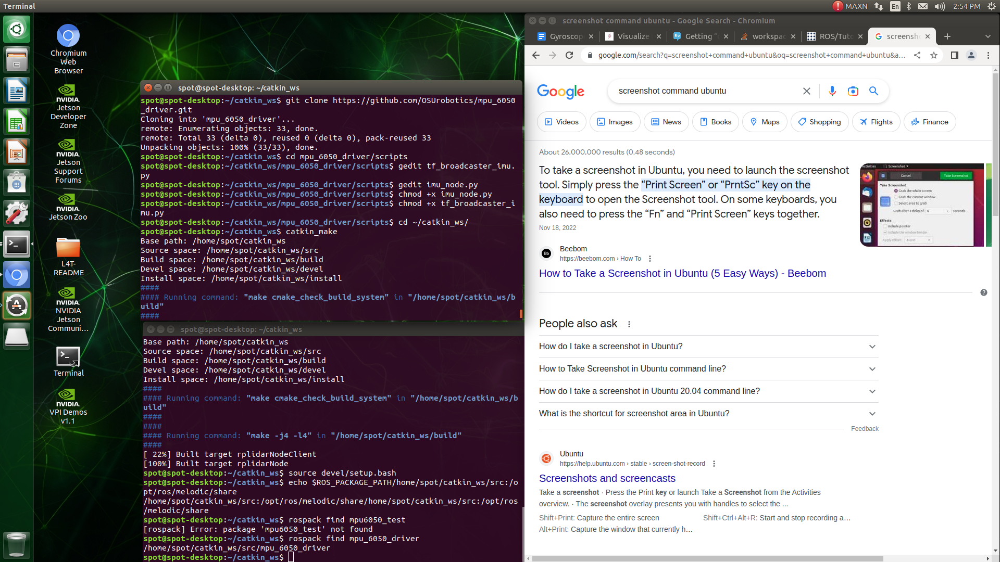 Terminal
MAXN
En
2:54 PM
Chromium
Web
Browser
NVIDIA.
Jetson
Developer
Zone
NVIDIA.
Jetson
Support
Forums
NVIDIA.
Jetson Zoo
L4T-
README
NVIDIA.
NVIDIA
Jetson
Communi...
Terminal
NVIDIA.
VPI Demos
v1.1
spot@spot-desktop: ~/catkin_ws
spot@spot-desktop:~/catkin_ws$ git clone https://github.com/OSUrobotics/mpu_6050
_driver.git
Cloning into 'mpu_6050_driver'...
remote: Enumerating objects: 33, done.
remote: Total 33 (delta 0), reused 0 (delta 0), pack-reused 33
Unpacking objects: 100% (33/33), done.
spot@spot-desktop:~/catkin_ws$ cd mpu_6050_driver/scripts
spot@spot-desktop:~/catkin_ws/mpu_6050_driver/scripts$ gedit tf_broadcaster_imu.
py
spot@spot-desktop:~/catkin_ws/mpu_6050_driver/scripts$ gedit imu_node.py
spot@spot-desktop:~/catkin_ws/mpu_6050_driver/scripts$ chmod +x imu_node.py
spot@spot-desktop:~/catkin_ws/mpu_6050_driver/scripts$ chmod +x tf_broadcaster_i
mu.py
spot@spot-desktop:~/catkin_ws/mpu_6050_driver/scripts$ cd ~/catkin_ws/
spot@spot-desktop:~/catkin_ws$ catkin_make
Base path: /home/spot/catkin_ws
Source space: /home/spot/catkin_ws/src
Build space: /home/spot/catkin_ws/build
Devel space: /home/spot/catkin_ws/devel
Install space: /home/spot/catkin_ws/install
####
#### Running command: "make cmake_check_build_system" in "/home/spot/catkin_ws/b
uild"
####
spot@spot-desktop: ~/catkin_ws
Base path: /home/spot/catkin_ws
Source space: /home/spot/catkin_ws/src
Build space: /home/spot/catkin_ws/build
Devel space: /home/spot/catkin_ws/devel
Install space: /home/spot/catkin_ws/install
####
#### Running command: "make cmake_check_build_system" in "/home/spot/catkin_ws/b
uild"
####
####
#### Running command: "make -j4 -l4" in "/home/spot/catkin_ws/build"
####
[ 22%] Built target rplidarNodeClient
[100%] Built target rplidarNode
spot@spot-desktop:~/catkin_ws$ source devel/setup.bash
spot@spot-desktop:~/catkin_ws$ echo $ROS_PACKAGE_PATH/home/spot/catkin_ws/src:/o
pt/ros/melodic/share
/home/spot/catkin_ws/src:/opt/ros/melodic/share/home/spot/catkin_ws/src:/opt/ros
/melodic/share
spot@spot-desktop:~/catkin_ws$ rospack find mpu6050_test
[rospack] Error: package 'mpu6050_test' not found
spot@spot-desktop:~/catkin_ws$ rospack find mpu_6050_driver
/home/spot/catkin_ws/src/mpu_6050_driver
spot@spot-desktop:~/catkin_ws$
screenshot command ubuntu - Google Search - Chromium
Gyroscop
Visualize
Getting "
workspac
ROS/Tuto
screensh
google.com/search?q=screenshot+command+ubuntu&oq=screenshot+command+ubuntu&a...
Google
screenshot command ubuntu
Videos
Images
News
Books
Maps
Shopping
Flights
Finance
About 26,000,000 results (0.48 seconds)
To take a screenshot in Ubuntu, you need to launch the screenshot
tool. Simply press the “Print Screen” or “PrntSc” key on the
keyboard to open the Screenshot tool. On some keyboards, you
also need to press the “Fn” and “Print Screen” keys together.
Nov 18, 2022
Activities
Screenshot
Cancel
Take Screenshot
Take Screenshot
Grab the whole screen
Grab the current window
Select area to grab
Grab after a delay of 0 + seconds
Effects
Include pointer
Include the window border
Apply effect: None
Bb
Beebom
https://beebom.com › How To
How to Take a Screenshot in Ubuntu (5 Easy Ways) - Beebom
People also ask
How do I take a screenshot in Ubuntu?
How to Take Screenshot in Ubuntu command line?
How do I take a screenshot in Ubuntu 20.04 command line?
What is the shortcut for screenshot area in Ubuntu?
Feedback
Ubuntu
https://help.ubuntu.com › stable › screen-shot-record
Screenshots and screencasts
Take a screenshot · Press the Print key or launch Take a Screenshot from the Activities
overview. · The screenshot overlay presents you with handles to select the ...
Shift+Print: Capture the entire screen
Shift+Ctrl+Alt+R: Start and stop recording a…
Alt+Print: Capture the window that currently h…